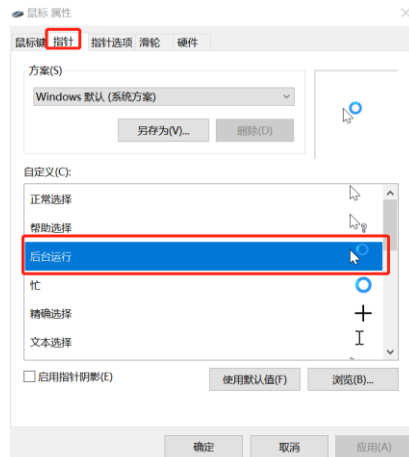 鼠标 属性
鼠标键 指针 指针选项 滑轮 硬件
方案(S)
Windows 默认 (系统方案)
另存为(V)... 删除(D)
自定义(C):
正常选择
帮助选择
后台运行
忙
精确选择
文本选择
启用指针阴影(E) 使用默认值(F) 浏览(B)...
确定 取消 应用(A)